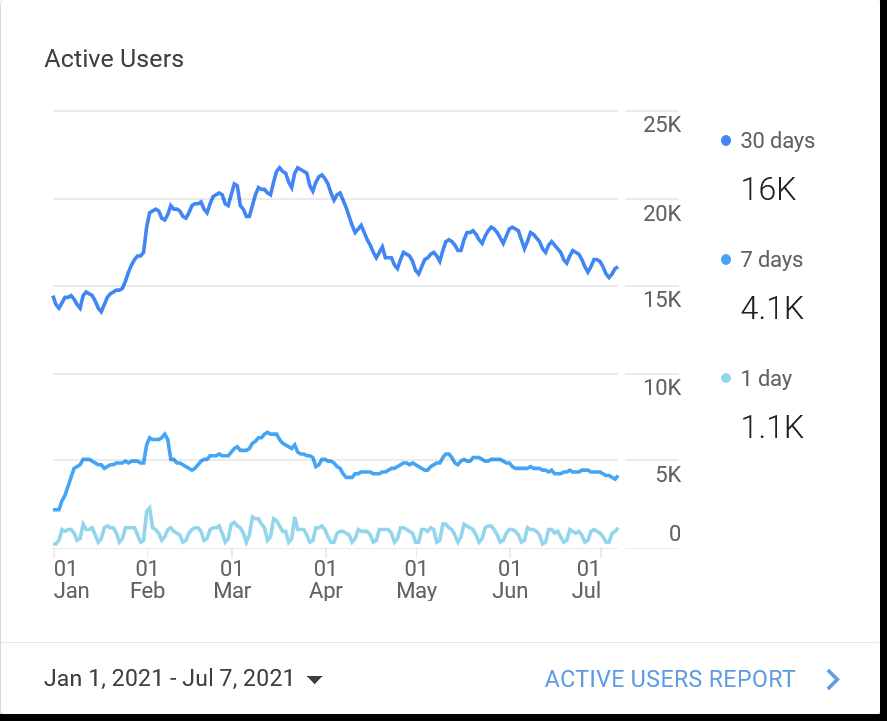 Active Users
25K
20K
15K
10K
5K
0
01 01 01 01 01 01 01
Jan Feb Mar Apr May Jun Jul
30 days
16K
7 days
4.1K
1 day
1.1K
Jan 1, 2021 - Jul 7, 2021
ACTIVE USERS REPORT